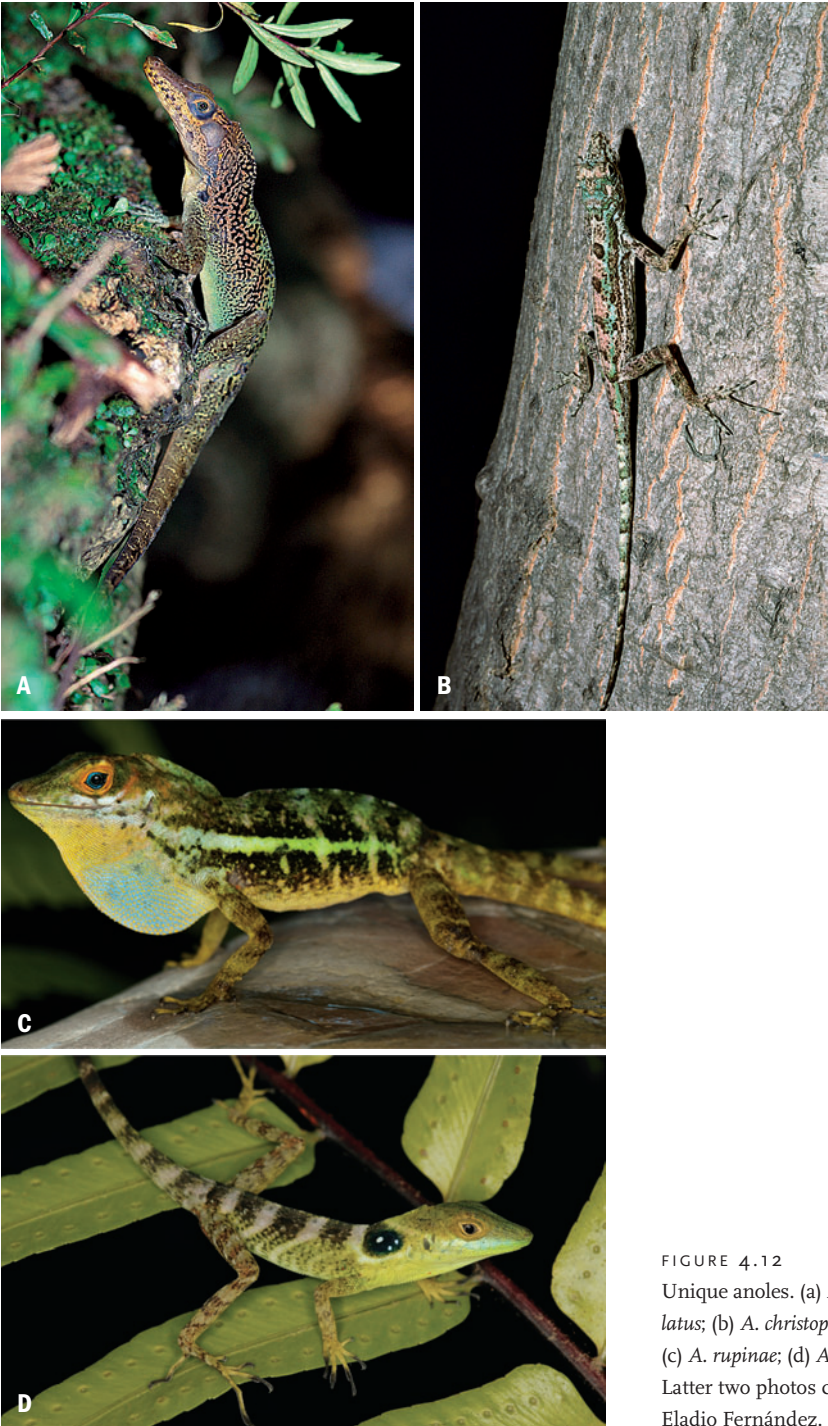 A
B
C
D
FIGURE 4.12
Unique anoles. (a)
latus; (b) A. christop
(c) A. rupinae; (d) A
Latter two photos c
Eladio Fernández.